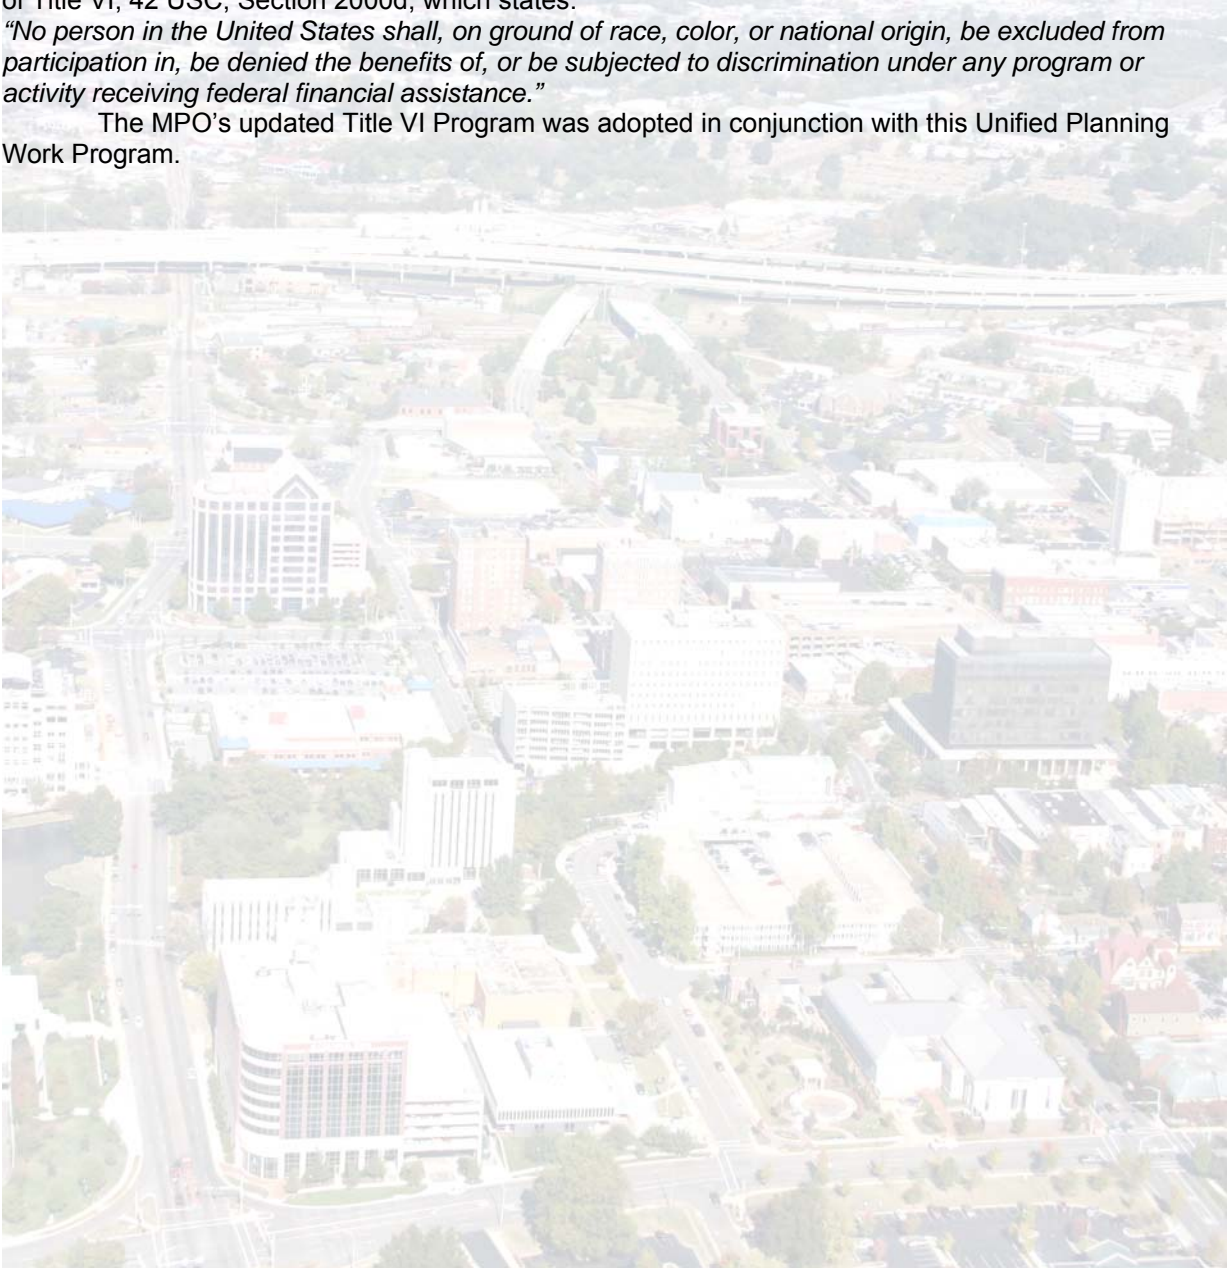 of Title VI, 42 USC, Section 2000d, which states:
“No person in the United States shall, on ground of race, color, or national origin, be excluded from
participation in, be denied the benefits of, or be subjected to discrimination under any program or
activity receiving federal financial assistance.”
The MPO’s updated Title VI Program was adopted in conjunction with this Unified Planning
Work Program.